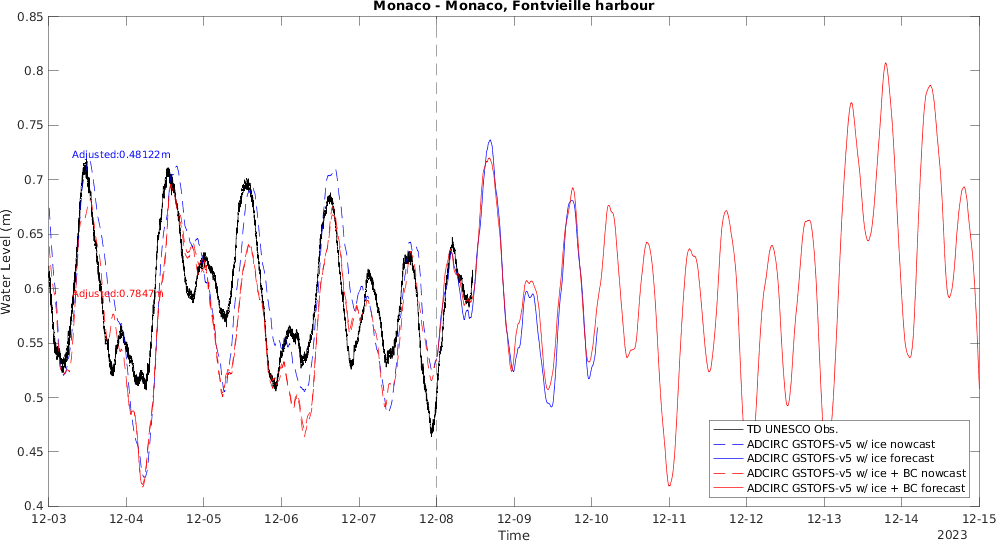 Monaco - Monaco, Fontvieille harbour
Water Level (m)
0.85
0.8
0.75
0.7
0.65
0.6
0.55
0.5
0.45
0.4
Adjusted:0.48122m
Adjusted:0.7847m
TD UNESCO Obs.
ADCIRC GSTOFS-v5 w/ ice nowcast
ADCIRC GSTOFS-v5 w/ ice forecast
ADCIRC GSTOFS-v5 w/ ice + BC nowcast
ADCIRC GSTOFS-v5 w/ ice + BC forecast
12-03 12-04 12-05 12-06 12-07 12-08 12-09 12-10 12-11 12-12 12-13 12-14 12-15
Time
2023